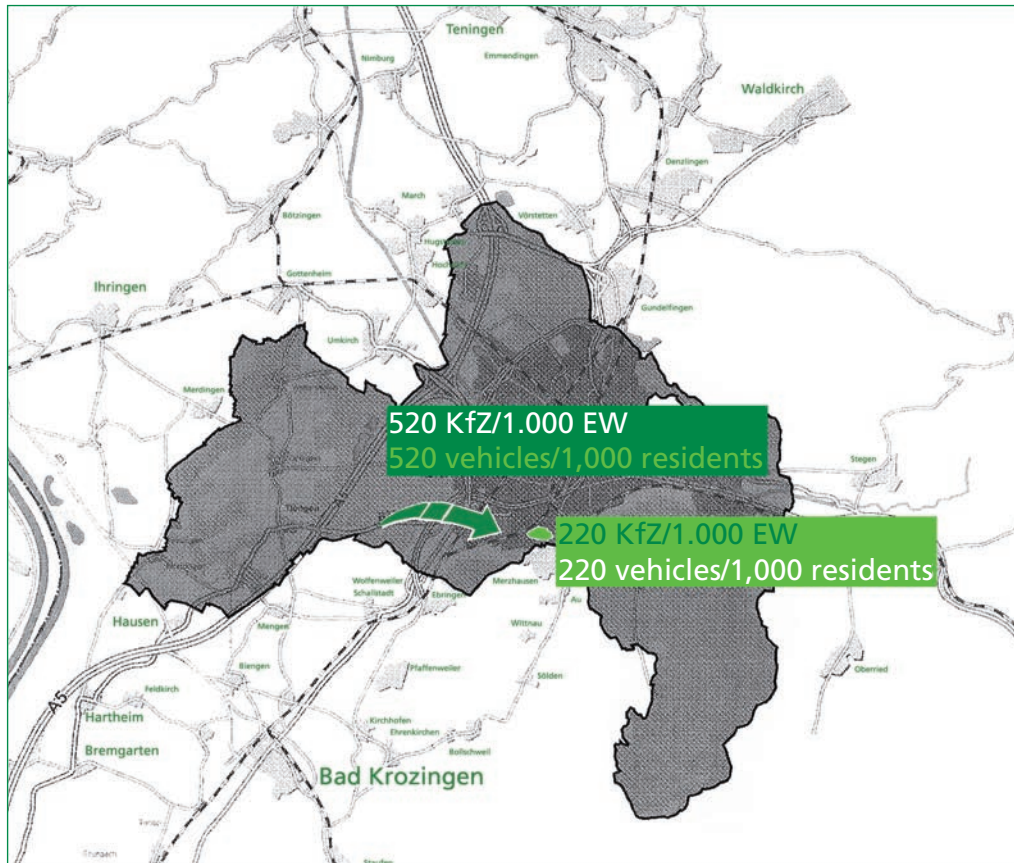 Teningen
Emmendingen
Nimburg
Waldkirch
Denzlingen
March
Bötzingen
Vörstetten
Gottenheim
Ihringen
Gundelfingen
Umkirch
Merdingen
520 KfZ/1.000 EW
520 vehicles/1,000 residents
Stegen
220 KfZ/1.000 EW
220 vehicles/1,000 residents
Wolfenweiler
Schallstadt
Merzhausen
Ebringen
Au
Hausen
Mengen
Wittnau
Biengen
Pfaffenweiler
Oberried
Sölden
Feldkirch
A5
Hartheim
Kirchhofen
Ehrenkirchen
Bremgarten
Bollschweil
Bad Krozingen
Staufen